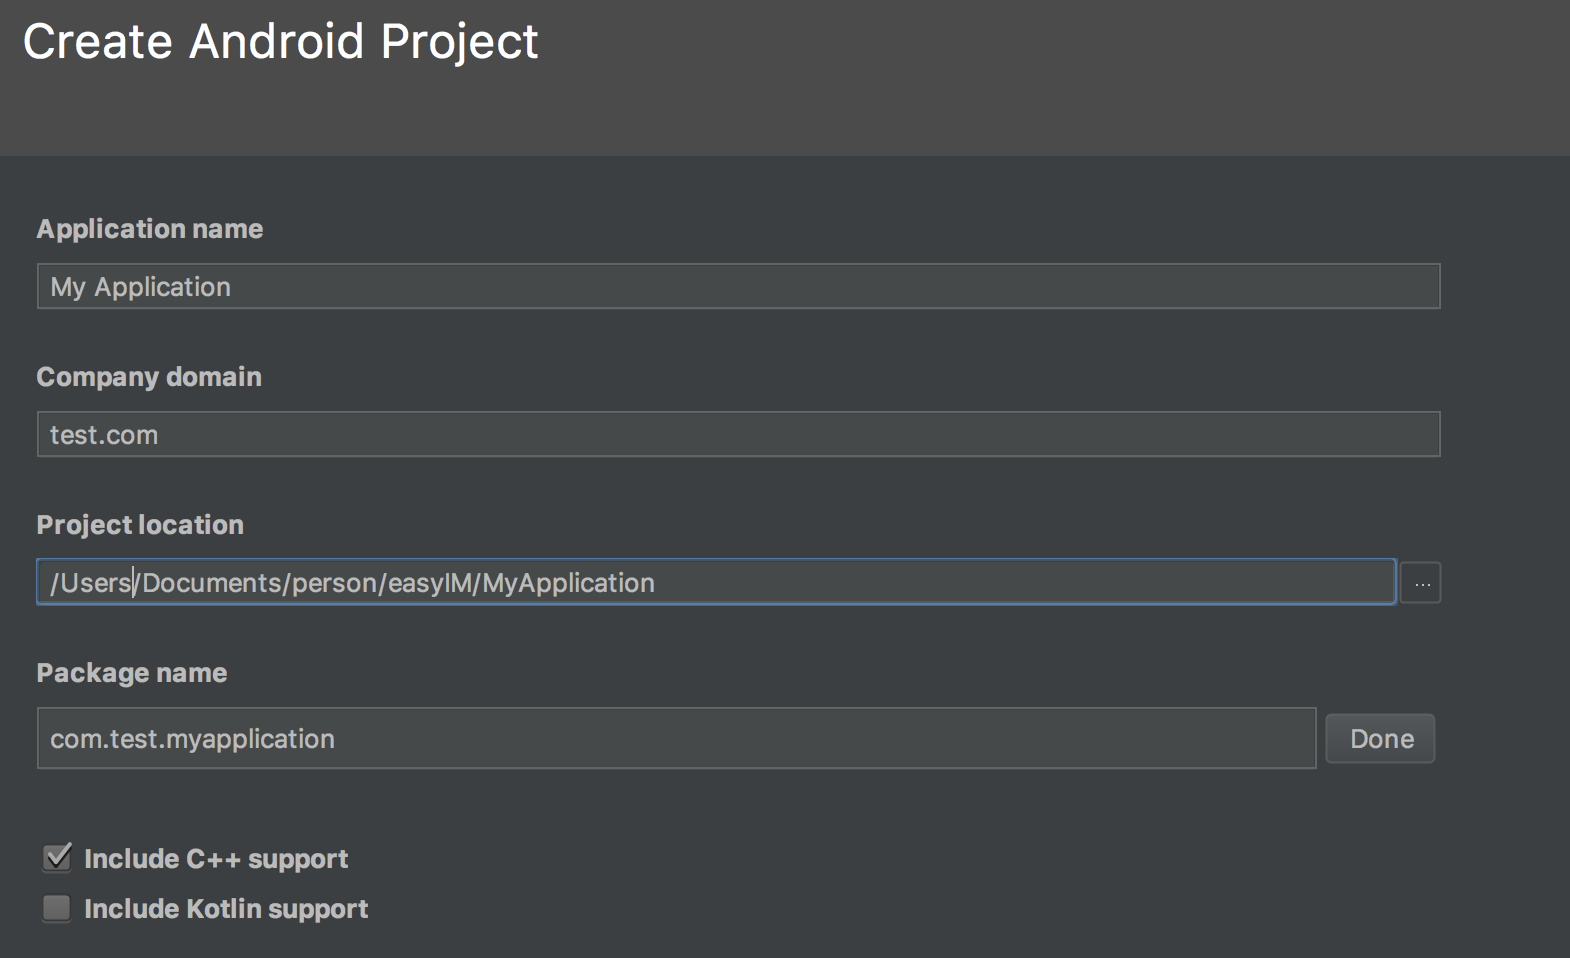 Create Android Project
Application name
My Application
Company domain
test.com
Project location
/Users/Documents/person/easyIM/MyApplication
...
Package name
com.test.myapplication
Done
Include C++ support
Include Kotlin support